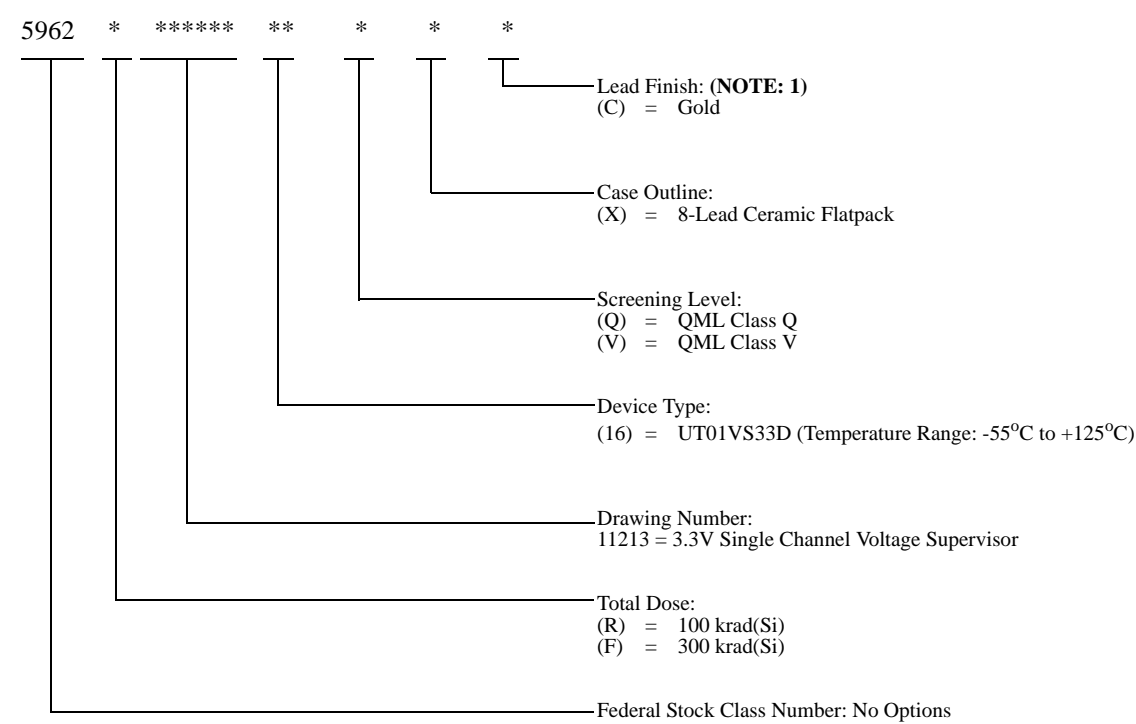 5962 * ****** ** * * *
Lead Finish: (NOTE: 1)
(C) = Gold
Case Outline:
(X) = 8-Lead Ceramic Flatpack
Screening Level:
(Q) = QML Class Q
(V) = QML Class V
Device Type:
(16) = UT01VS33D (Temperature Range: -55°C to +125°C)
Drawing Number:
11213 = 3.3V Single Channel Voltage Supervisor
Total Dose:
(R) = 100 krad(Si)
(F) = 300 krad(Si)
Federal Stock Class Number: No Options